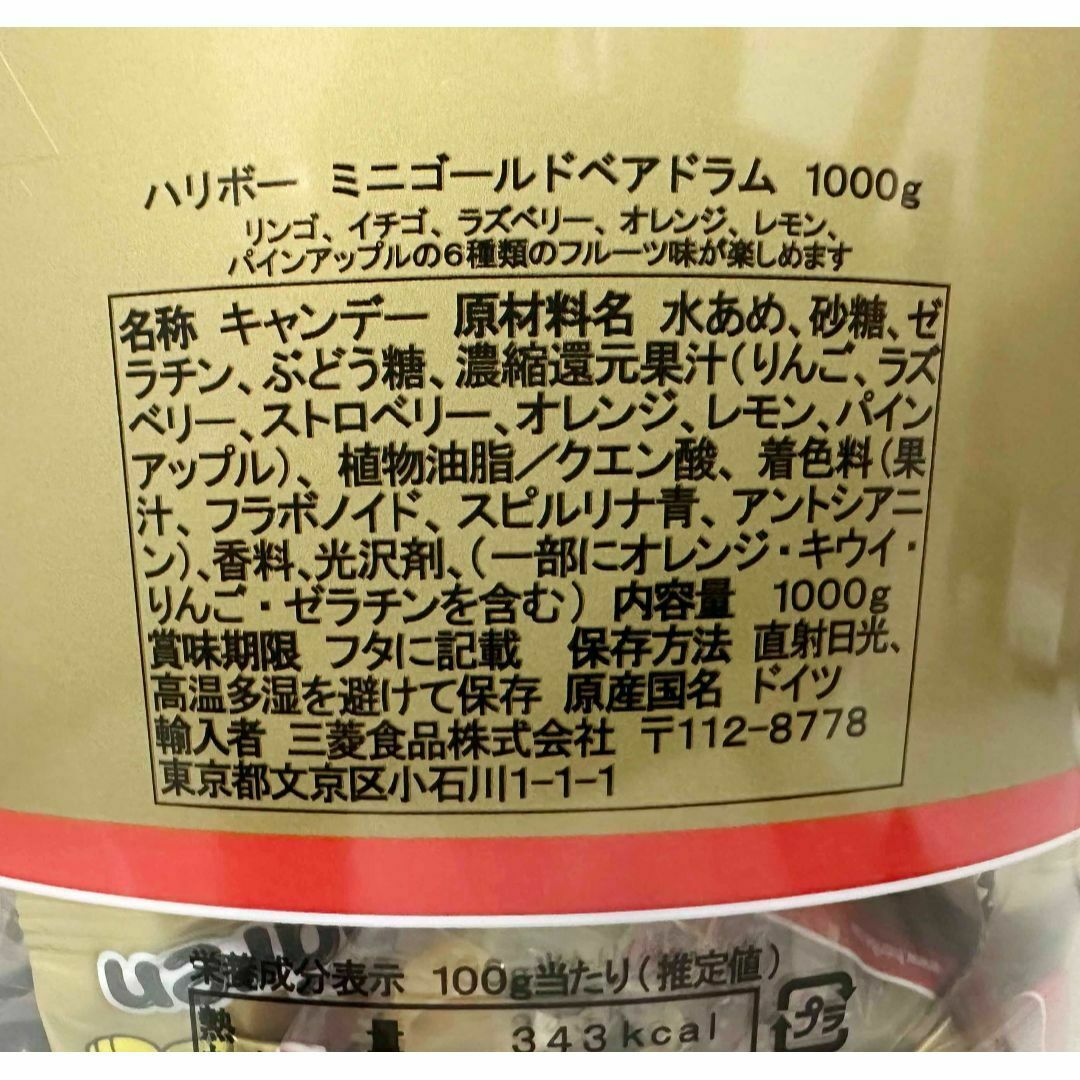 ハリボー ミニゴールドベアドラム 1000g
リンゴ、イチゴ、ラズベリー、オレンジ、レモン、
パインアップルの6種類のフルーツ味が楽しめます
名称 キャンデー 原材料名 水あめ、砂糖、ゼ
ラチン、ぶどう糖、濃縮還元果汁(りんご、ラズ
ベリー、ストロベリー、オレンジ、レモン、パイン
アップル)、植物油脂/クエン酸、着色料(果
汁、フラボノイド、スピルリナ青、アントシアニ
ン)、香料、光沢剤、(一部にオレンジ・キウイ・
りんご・ゼラチンを含む) 内容量 1000g
賞味期限 フタに記載 保存方法 直射日光、
高温多湿を避けて保存 原産国名 ドイツ
輸入者 三菱食品株式会社 〒112-8778
東京都文京区小石川1-1-1
栄養成分表示 100g当たり(推定値)
熱 量 343kcal
プラ